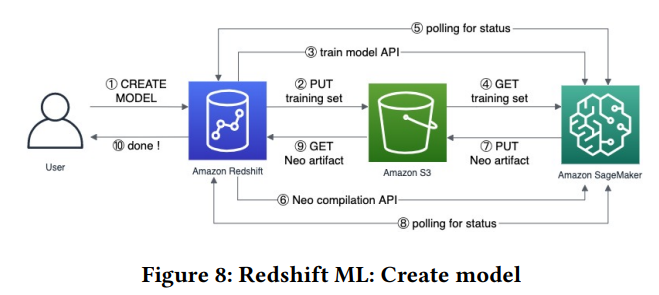 ⑤ polling for status
③ train model API
① CREATE
MODEL
② PUT
training set
④ GET
training set
⑩ done !
⑨ GET
Neo artifact
⑦ PUT
Neo artifact
User
Amazon Redshift
Amazon S3
Amazon SageMaker
⑥ Neo compilation API
⑧ polling for status
Figure 8: Redshift ML: Create model